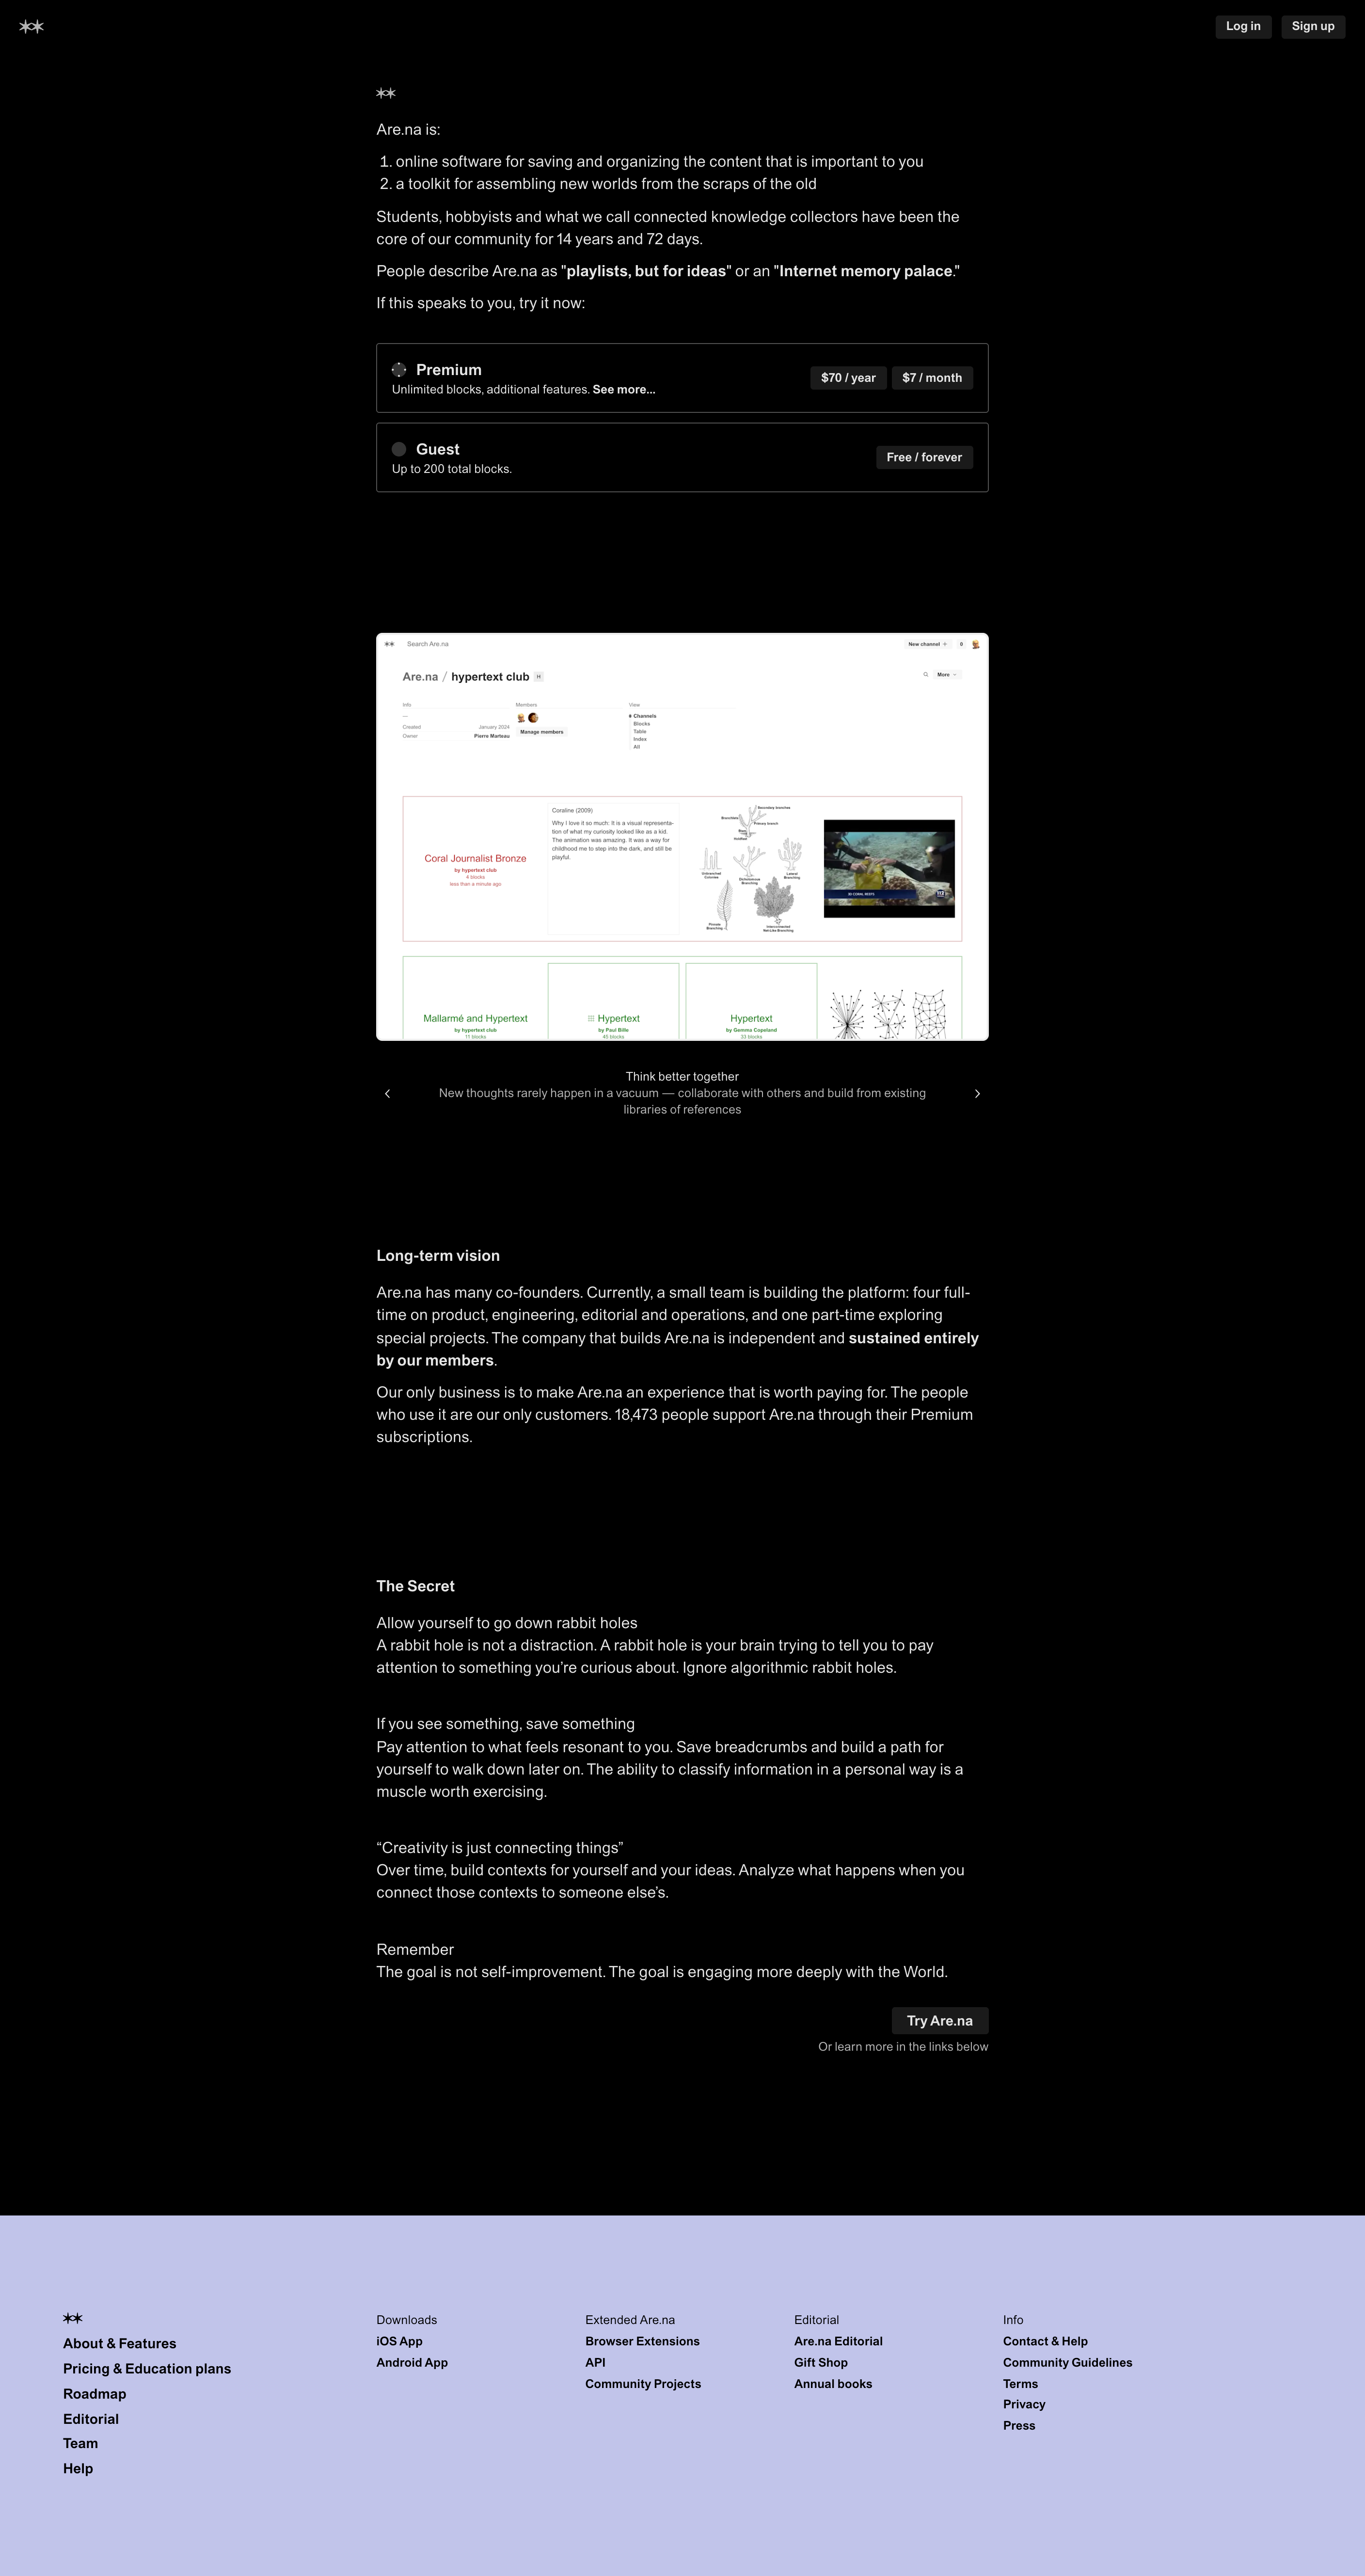 Log in
Sign up
Are.na is:
1. online software for saving and organizing the content that is important to you
2. a toolkit for assembling new worlds from the scraps of the old
Students, hobbyists and what we call connected knowledge collectors have been the
core of our community for 14 years and 72 days.
People describe Are.na as "playlists, but for ideas" or an "Internet memory palace."
If this speaks to you, try it now:
Premium
Unlimited blocks, additional features. See more...
$70 / year
$7 / month
Guest
Up to 200 total blocks.
Free / forever
Search Are.na
New channel +
0
Are.na / hypertext club H
More
Info
—
Created January 2024
Owner Pierre Marteau
Members
Manage members
View
Channels
Blocks
Table
Index
All
Coral Journalist Bronze
by hypertext club
4 blocks
less than a minute ago
Coraline (2009)
Why I love it so much: It is a visual representa-
tion of what my curiosity looked like as a kid.
The animation was amazing. It was a way for
childhood me to step into the dark, and still be
playful.
Secondary branches
Primary branch
Unbranched
Colonies
Dichotomous
Branching
Lateral
Branching
Pinnate
Branching
Interconnected
Net-Like Branching
3D CORAL REEFS
Mallarmé and Hypertext
by hypertext club
11 blocks
Hypertext
by Paul Bille
45 blocks
Hypertext
by Gemma Copeland
33 blocks
Think better together
New thoughts rarely happen in a vacuum — collaborate with others and build from existing
libraries of references
Long-term vision
Are.na has many co-founders. Currently, a small team is building the platform: four full-
time on product, engineering, editorial and operations, and one part-time exploring
special projects. The company that builds Are.na is independent and sustained entirely
by our members.
Our only business is to make Are.na an experience that is worth paying for. The people
who use it are our only customers. 18,473 people support Are.na through their Premium
subscriptions.
The Secret
Allow yourself to go down rabbit holes
A rabbit hole is not a distraction. A rabbit hole is your brain trying to tell you to pay
attention to something you’re curious about. Ignore algorithmic rabbit holes.
If you see something, save something
Pay attention to what feels resonant to you. Save breadcrumbs and build a path for
yourself to walk down later on. The ability to classify information in a personal way is a
muscle worth exercising.
“Creativity is just connecting things”
Over time, build contexts for yourself and your ideas. Analyze what happens when you
connect those contexts to someone else’s.
Remember
The goal is not self-improvement. The goal is engaging more deeply with the World.
Try Are.na
Or learn more in the links below
About & Features
Pricing & Education plans
Roadmap
Editorial
Team
Help
Downloads
iOS App
Android App
Extended Are.na
Browser Extensions
API
Community Projects
Editorial
Are.na Editorial
Gift Shop
Annual books
Info
Contact & Help
Community Guidelines
Terms
Privacy
Press